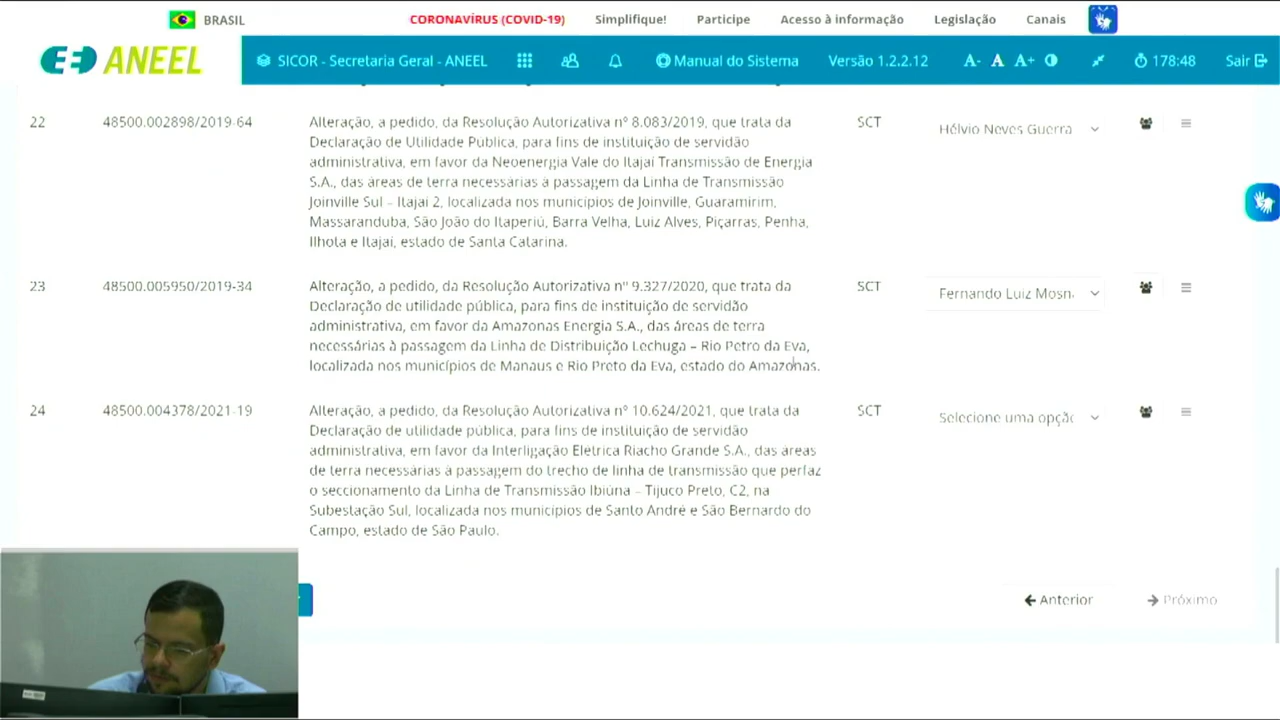 BRASIL
CORONAVÍRUS (COVID-19)
Simplifique!
Participe
Acesso à informação
Legislação
Canais
ANEEL
SICOR - Secretaria Geral - ANEEL
Manual do Sistema
Versão 1.2.2.12
A-
A
A+
178:48
Sair
22
48500.002898/2019-64
Alteração, a pedido, da Resolução Autorizativa nº 8.083/2019, que trata da
Declaração de Utilidade Pública, para fins de instituição de servidão
administrativa, em favor da Neoenergia Vale do Itajaí Transmissão de Energia
S.A., das áreas de terra necessárias à passagem da Linha de Transmissão
Joinville Sul – Itajaí 2, localizada nos municípios de Joinville, Guaramirim,
Massaranduba, São João do Itaperiú, Barra Velha, Luiz Alves, Piçarras, Penha,
Ilhota e Itajaí, estado de Santa Catarina.
SCT
Hélvio Neves Guerra
23
48500.005950/2019-34
Alteração, a pedido, da Resolução Autorizativa nº 9.327/2020, que trata da
Declaração de utilidade pública, para fins de instituição de servidão
administrativa, em favor da Amazonas Energia S.A., das áreas de terra
necessárias à passagem da Linha de Distribuição Lechuga – Rio Petro da Eva,
localizada nos municípios de Manaus e Rio Preto da Eva, estado do Amazonas.
SCT
Fernando Luiz Mosn
24
48500.004378/2021-19
Alteração, a pedido, da Resolução Autorizativa nº 10.624/2021, que trata da
Declaração de utilidade pública, para fins de instituição de servidão
administrativa, em favor da Interligação Elétrica Riacho Grande S.A., das áreas
de terra necessárias à passagem do trecho de linha de transmissão que perfaz
o seccionamento da Linha de Transmissão Ibiúna – Tijuco Preto, C2, na
Subestação Sul, localizada nos municípios de Santo André e São Bernardo do
Campo, estado de São Paulo.
SCT
Selecione uma opçã
Anterior
Próximo